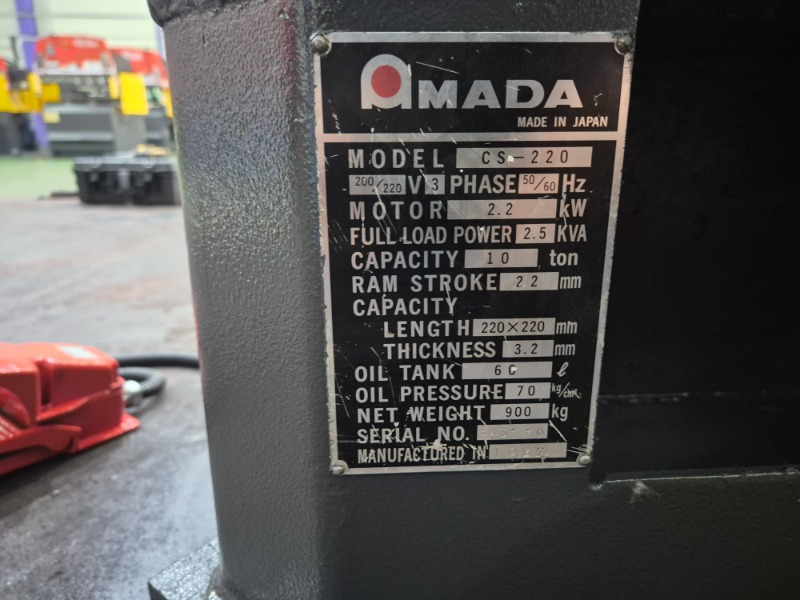 AMADA
MADE IN JAPAN
MODEL CS-220
200/220 V 3 PHASE 50/60 Hz
MOTOR 2.2 kW
FULL LOAD POWER 2.5 KVA
CAPACITY 10 ton
RAM STROKE 22 mm
CAPACITY
LENGTH 220×220 mm
THICKNESS 3.2 mm
OIL TANK 60 ℓ
OIL PRESSURE 70 kg/cm²
NET WEIGHT 900 kg
SERIAL NO.
MANUFACTURED IN